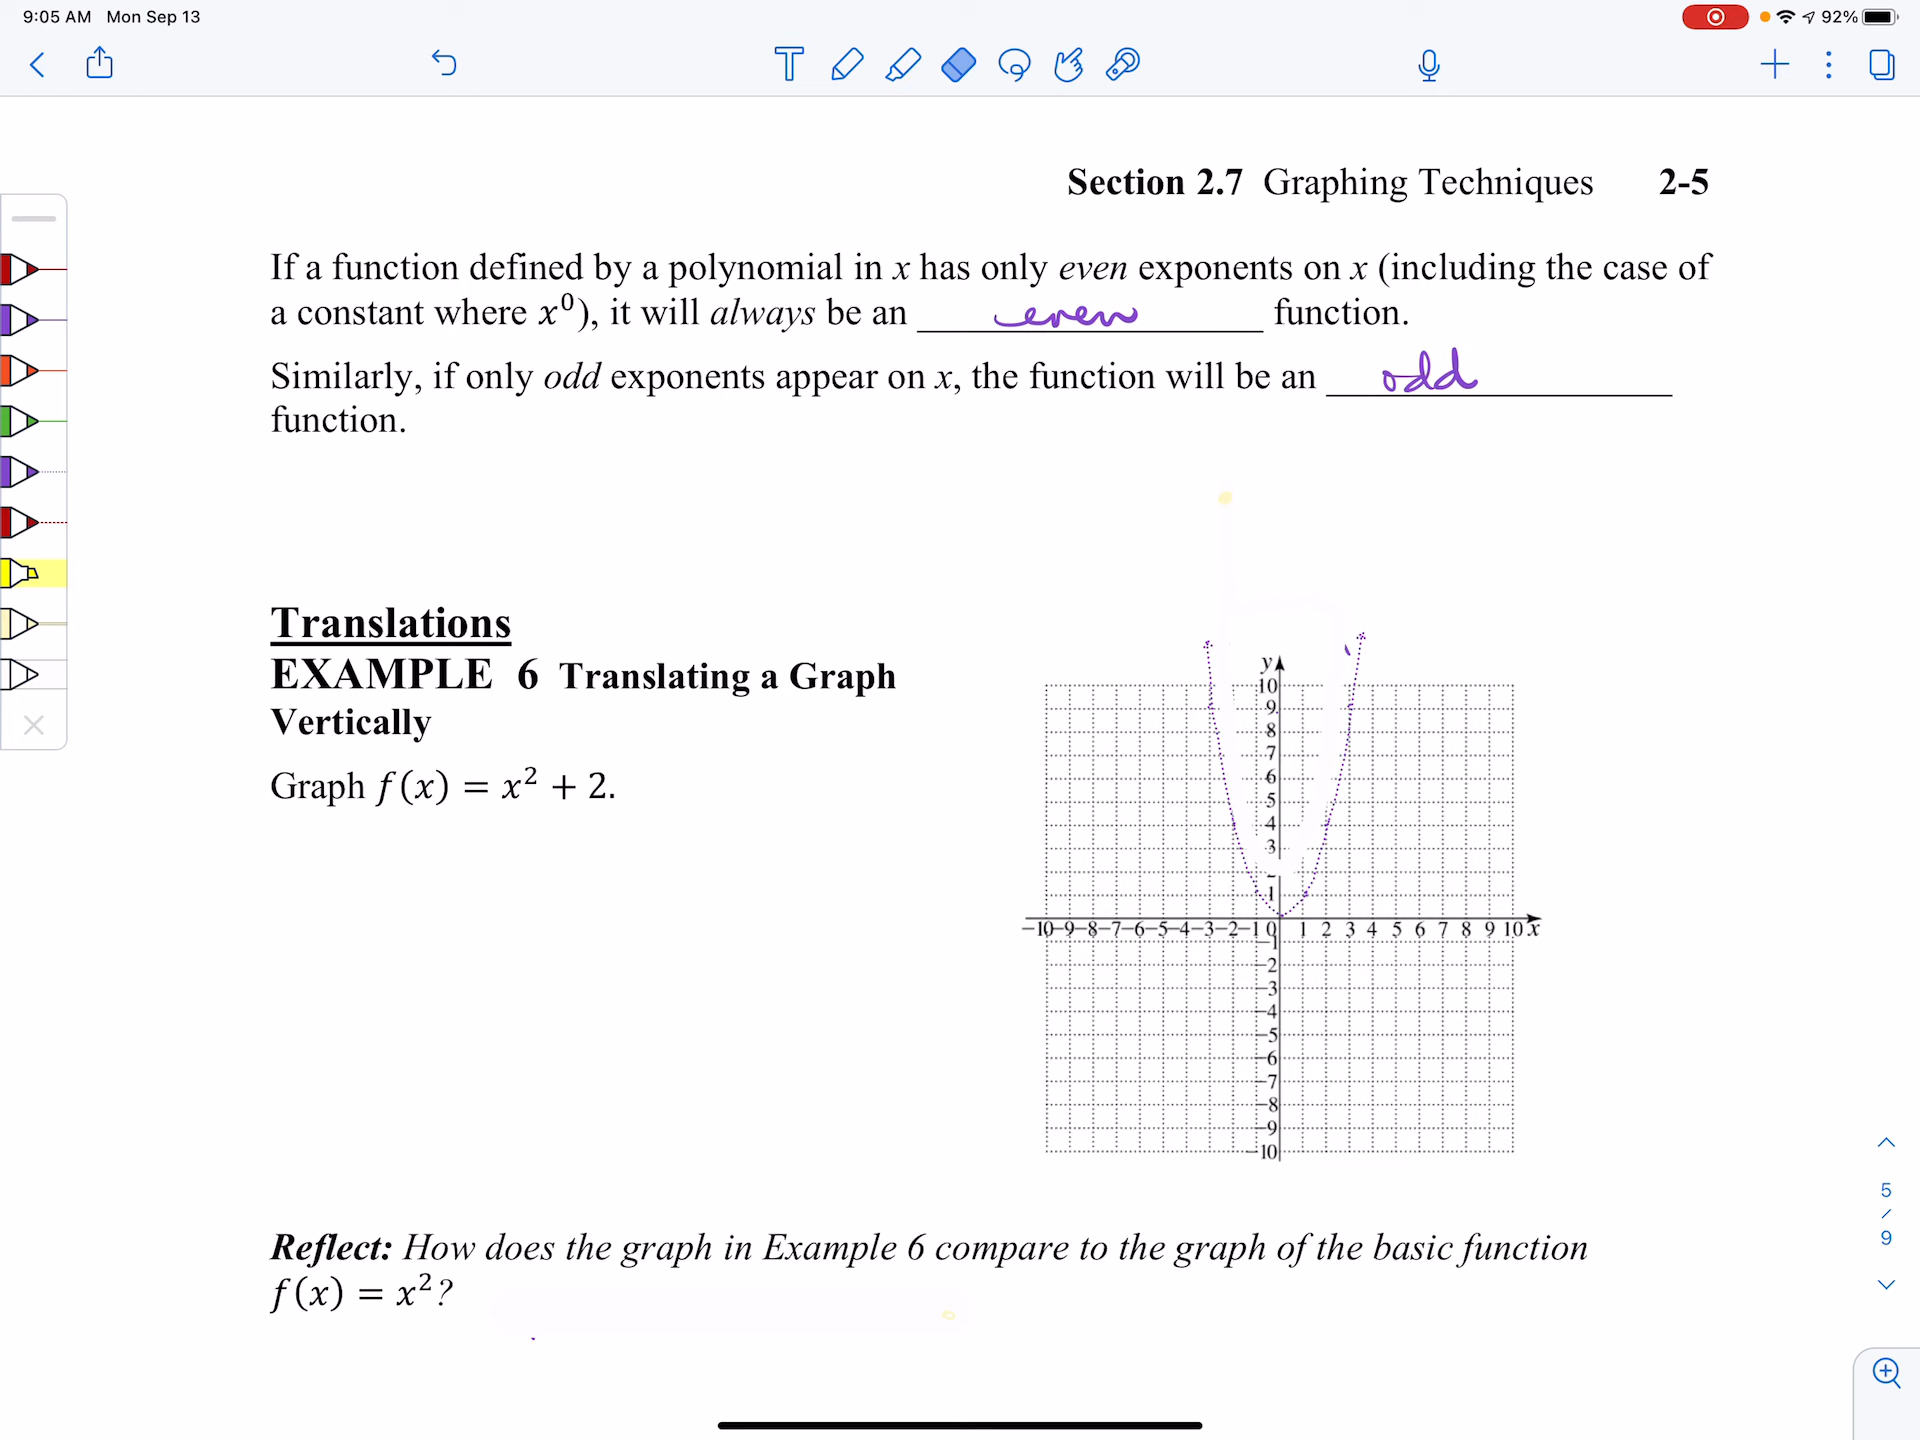 9:05 AM Mon Sep 13
92%
Section 2.7 Graphing Techniques 2-5
If a function defined by a polynomial in x has only even exponents on x (including the case of
a constant where x⁰), it will always be an even function.
Similarly, if only odd exponents appear on x, the function will be an odd
function.
Translations
EXAMPLE 6 Translating a Graph
Vertically
Graph f(x) = x² + 2.
y
10
9
8
7
6
5
4
3
1
-10 -9 -8 -7 -6 -5 -4 -3 -2 -1 0 1 2 3 4 5 6 7 8 9 10 x
-1
-2
-3
-4
-5
-6
-7
-8
-9
-10
5
/
9
Reflect: How does the graph in Example 6 compare to the graph of the basic function
f(x) = x²?